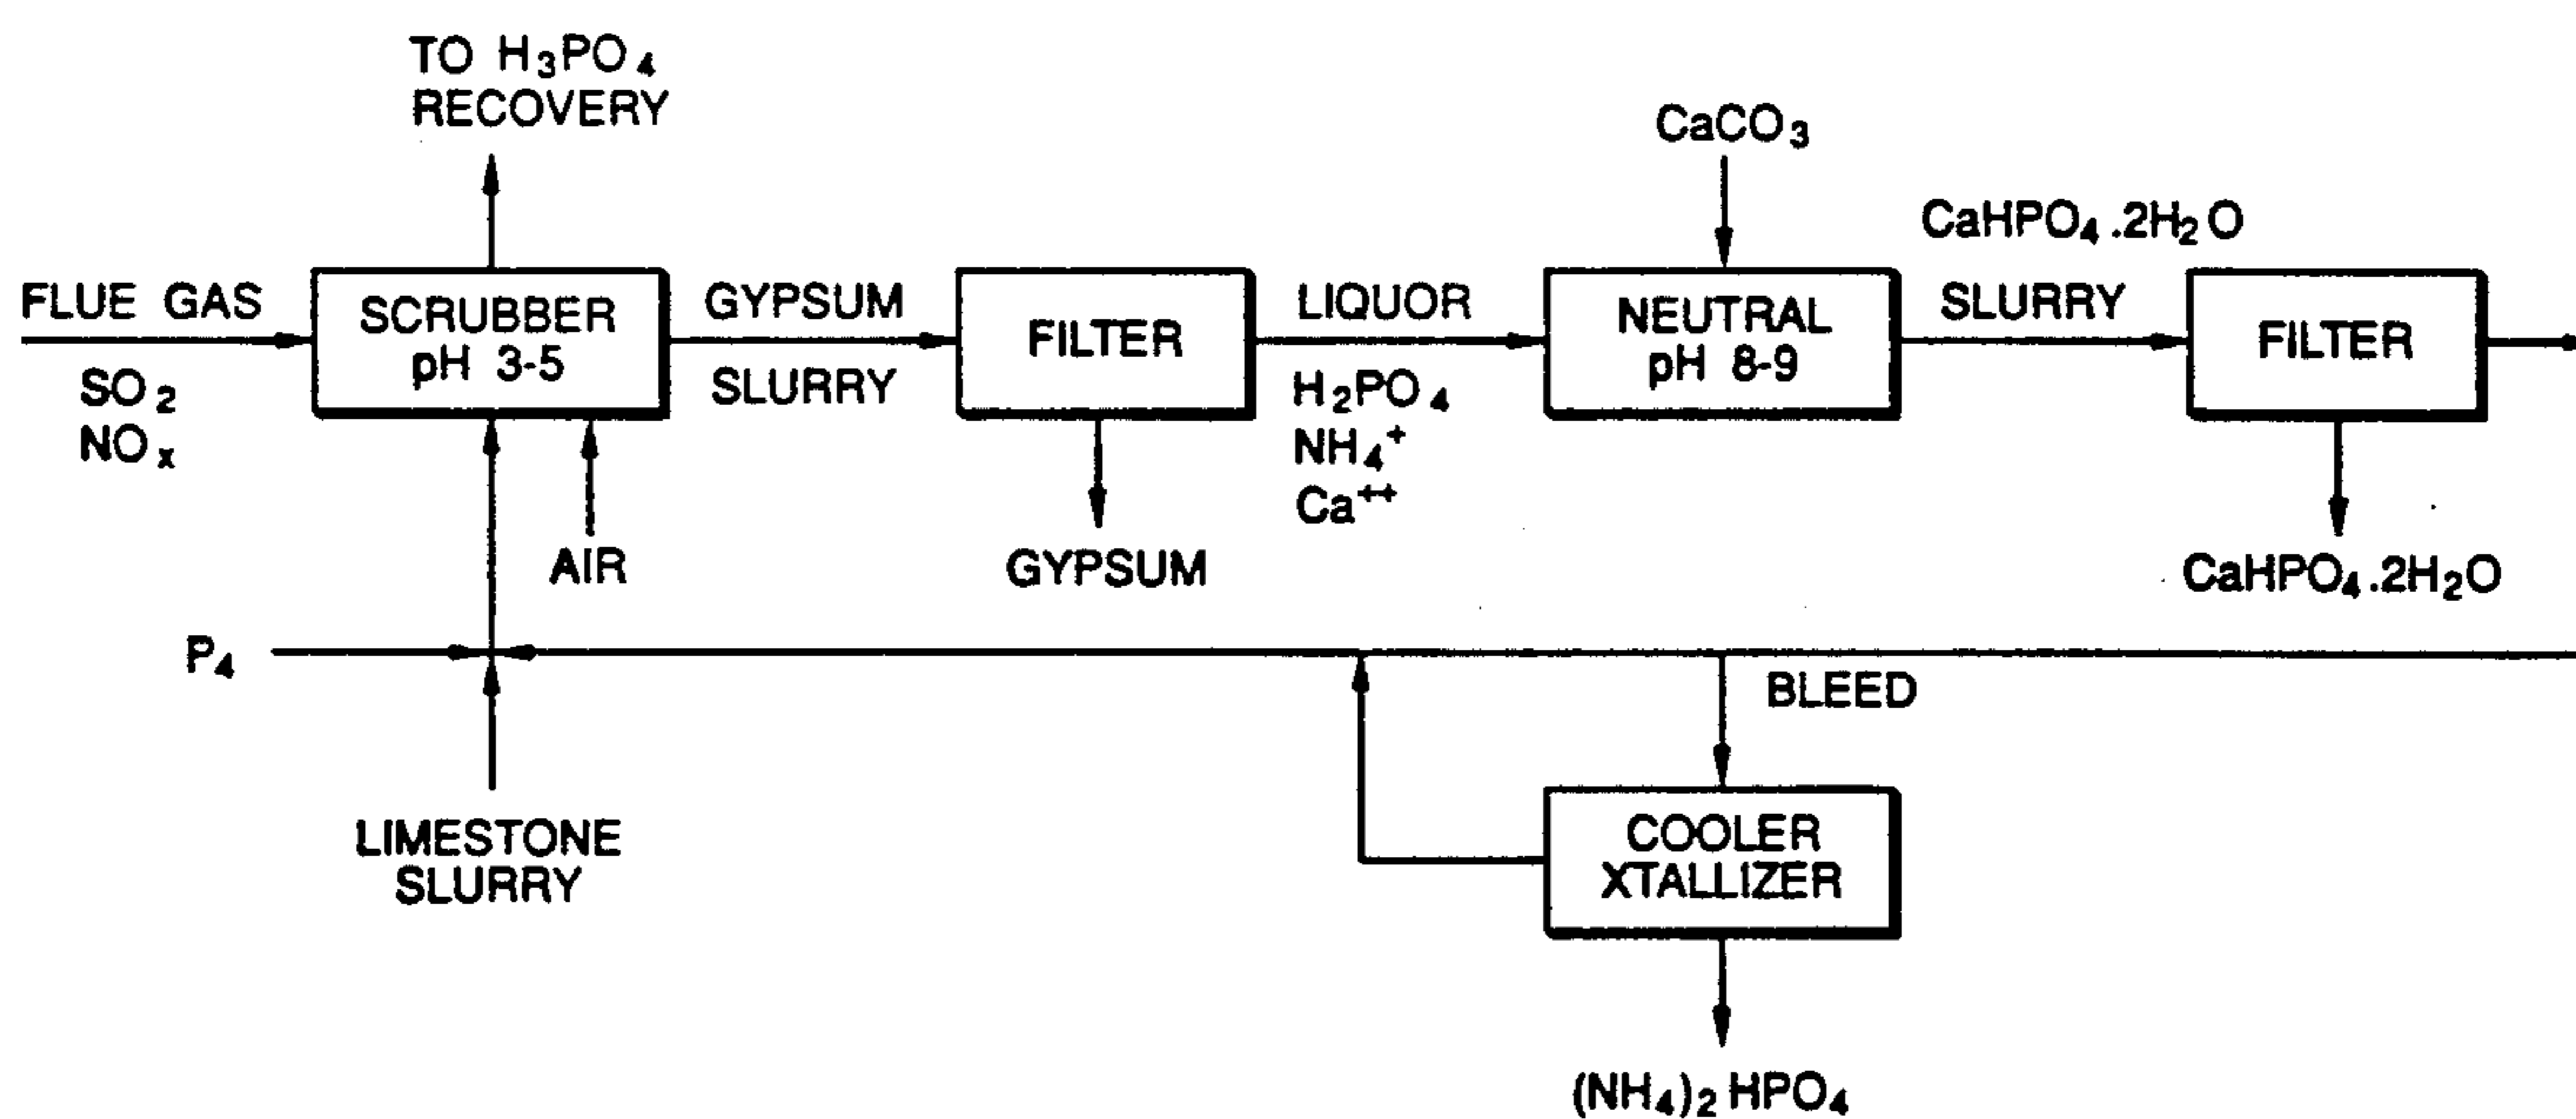 TO H₃PO₄
RECOVERY
CaCO₃
CaHPO₄.2H₂O
FLUE GAS
SCRUBBER
pH 3-5
GYPSUM
SLURRY
FILTER
LIQUOR
NEUTRAL
pH 8-9
SLURRY
FILTER
SO₂
NOₓ
H₂PO₄
NH₄⁺
Ca⁺⁺
AIR
GYPSUM
CaHPO₄.2H₂O
P₄
BLEED
LIMESTONE
SLURRY
COOLER
XTALLIZER
(NH₄)₂HPO₄